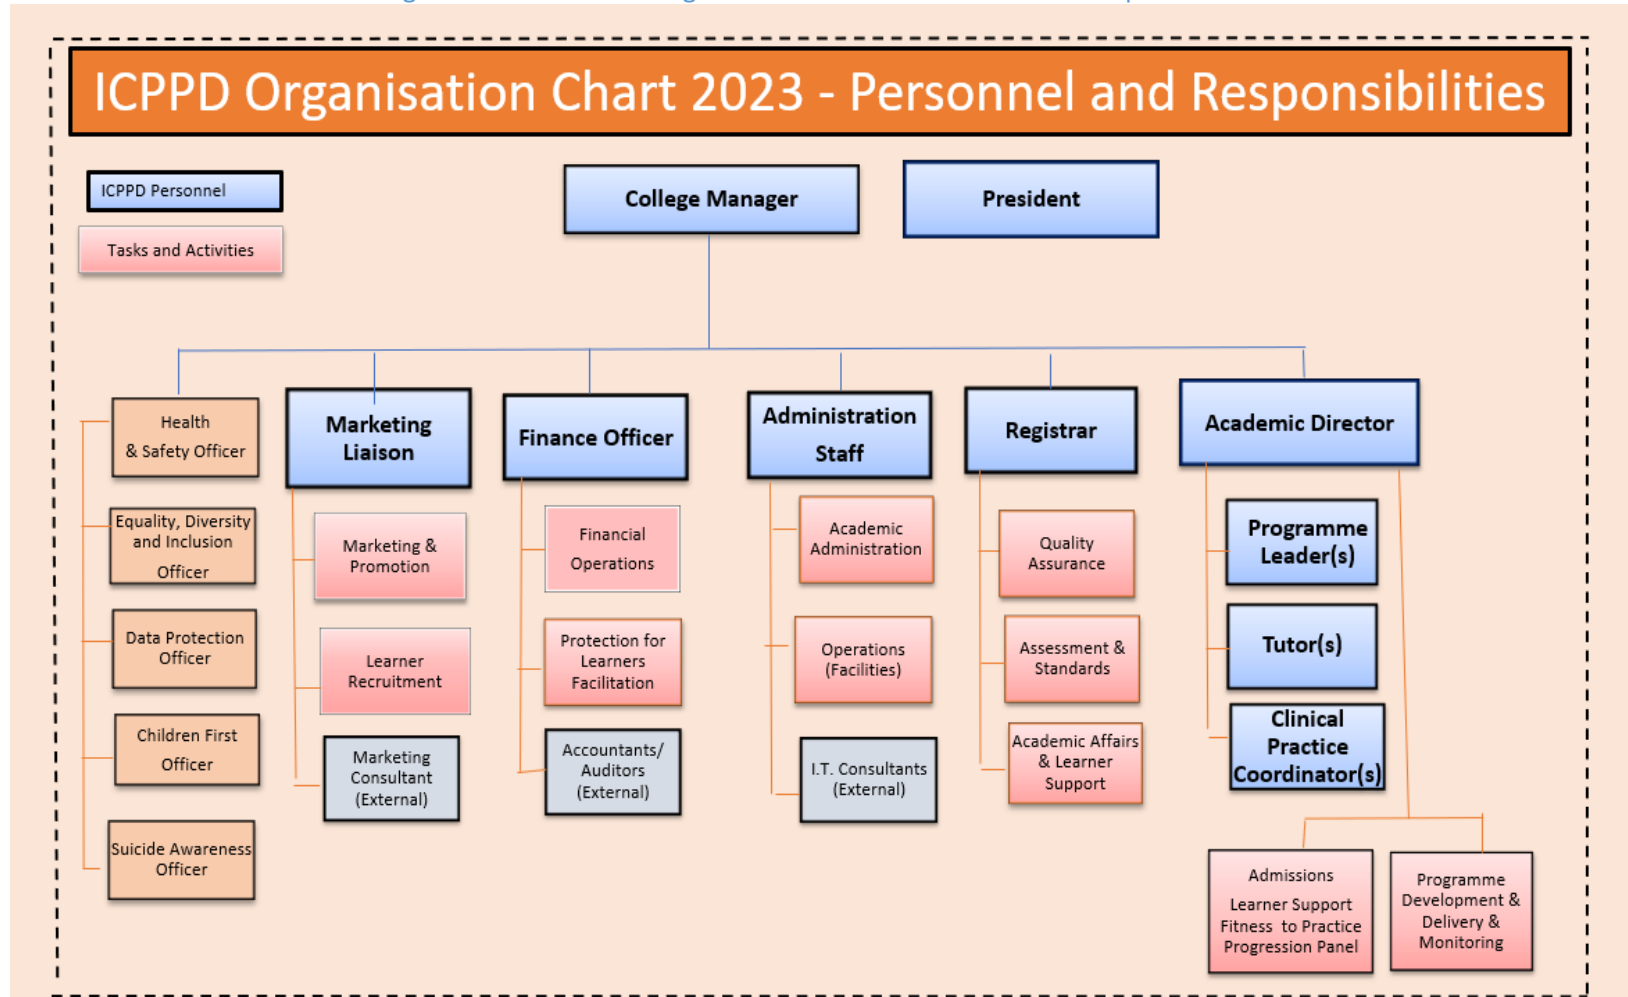 ICPPD Organisation Chart 2023 - Personnel and Responsibilities
ICPPD Personnel
Tasks and Activities
College Manager
President
Health
& Safety Officer
Equality, Diversity
and Inclusion
Officer
Data Protection
Officer
Children First
Officer
Suicide Awareness
Officer
Marketing
Liaison
Marketing &
Promotion
Learner
Recruitment
Marketing
Consultant
(External)
Finance Officer
Financial
Operations
Protection for
Learners
Facilitation
Accountants/
Auditors
(External)
Administration
Staff
Academic
Administration
Operations
(Facilities)
I.T. Consultants
(External)
Registrar
Quality
Assurance
Assessment &
Standards
Academic Affairs
& Learner
Support
Academic Director
Programme
Leader(s)
Tutor(s)
Clinical
Practice
Coordinator(s)
Admissions
Learner Support
Fitness to Practice
Progression Panel
Programme
Development &
Delivery &
Monitoring